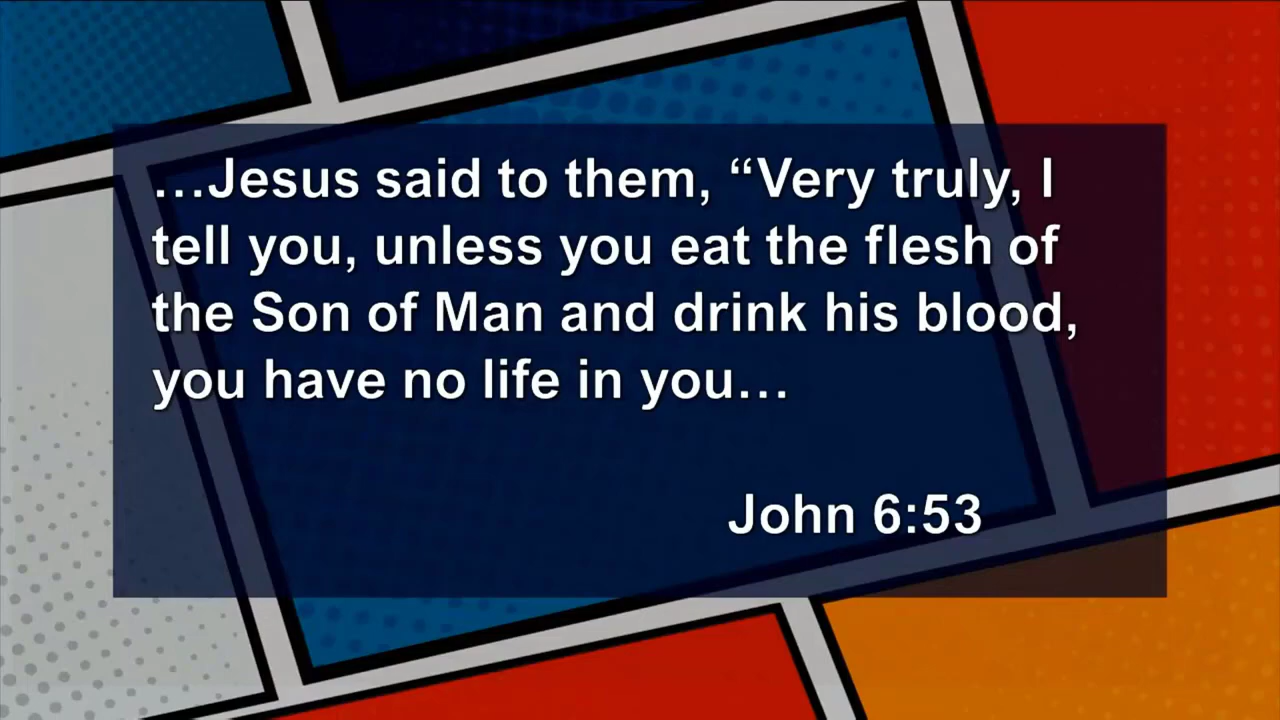 …Jesus said to them, “Very truly, I
tell you, unless you eat the flesh of
the Son of Man and drink his blood,
you have no life in you…
John 6:53